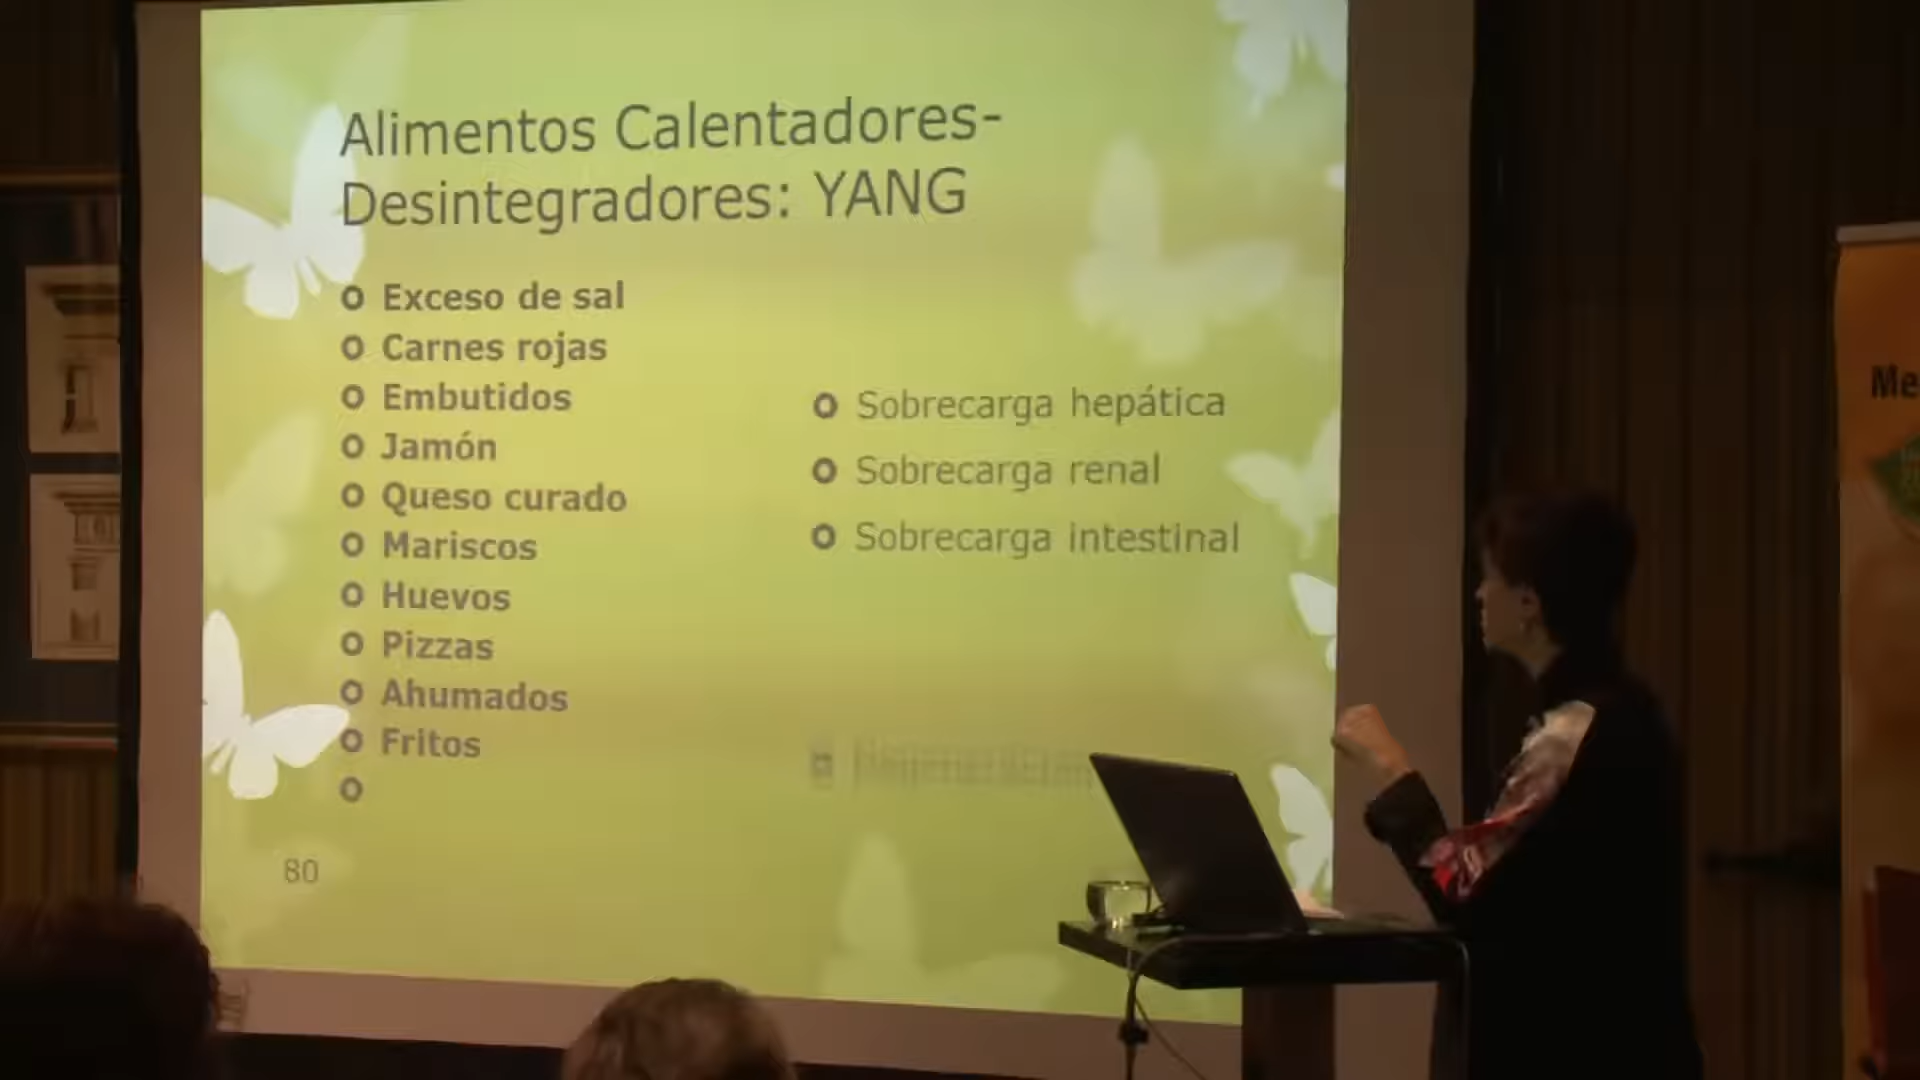 Alimentos Calentadores-
Desintegradores: YANG
Exceso de sal
Carnes rojas
Embutidos
Jamón
Queso curado
Mariscos
Huevos
Pizzas
Ahumados
Fritos
Sobrecarga hepática
Sobrecarga renal
Sobrecarga intestinal
80
Me